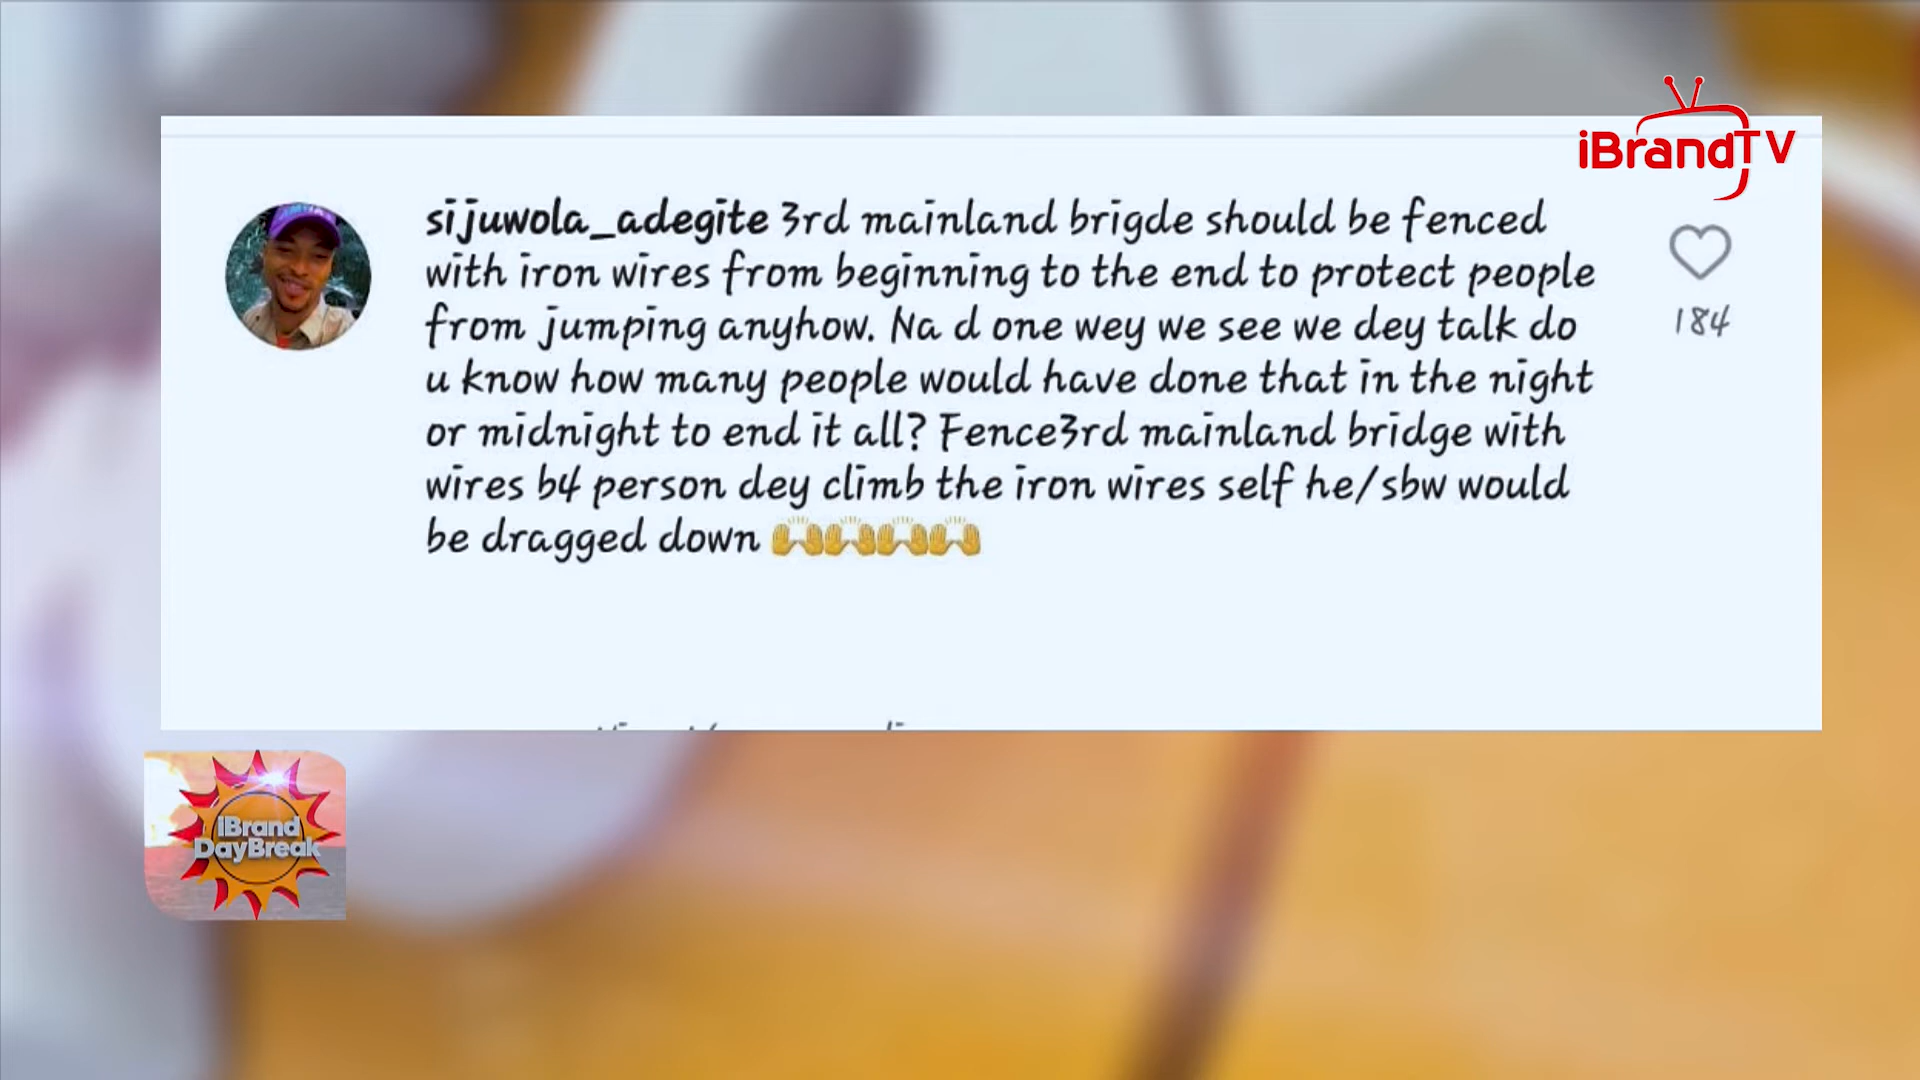 iBrandTV
sijuwola_adegite 3rd mainland brigde should be fenced
with iron wires from beginning to the end to protect people
from jumping anyhow. Na d one wey we see we dey talk do
u know how many people would have done that in the night
or midnight to end it all? Fence3rd mainland bridge with
wires b4 person dey climb the iron wires self he/sbw would
be dragged down 🙌🙌🙌🙌
184
iBrand
DayBreak